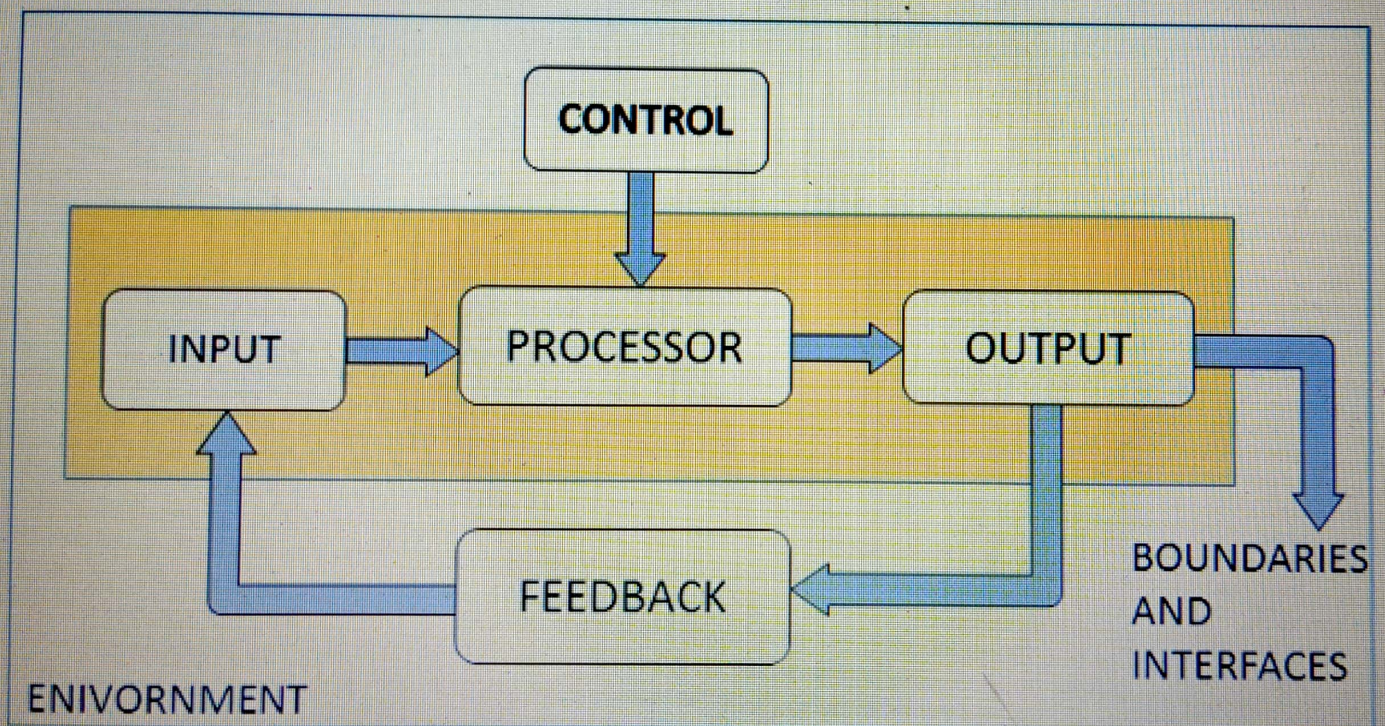 CONTROL
INPUT
PROCESSOR
OUTPUT
FEEDBACK
BOUNDARIES
AND
INTERFACES
ENIVORNMENT